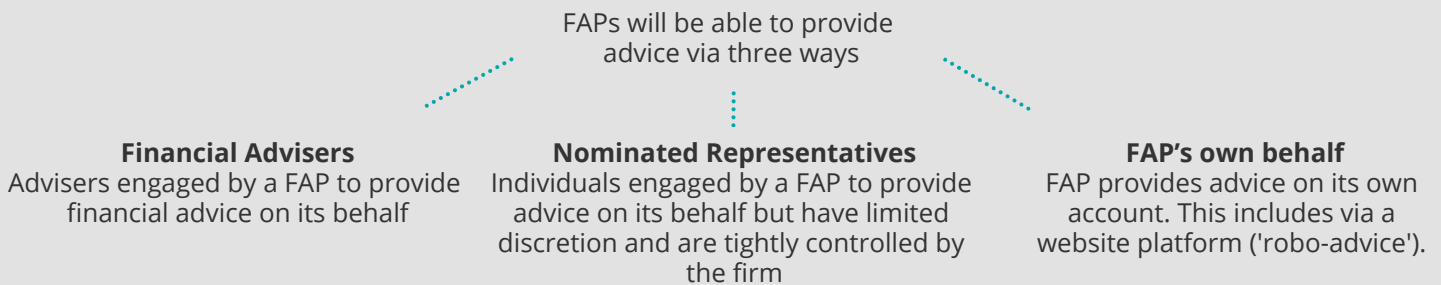 FAPs will be able to provide
advice via three ways
Financial Advisers
Advisers engaged by a FAP to provide
financial advice on its behalf
Nominated Representatives
Individuals engaged by a FAP to provide
advice on its behalf but have limited
discretion and are tightly controlled by
the firm
FAP's own behalf
FAP provides advice on its own
account. This includes via a
website platform ('robo-advice').